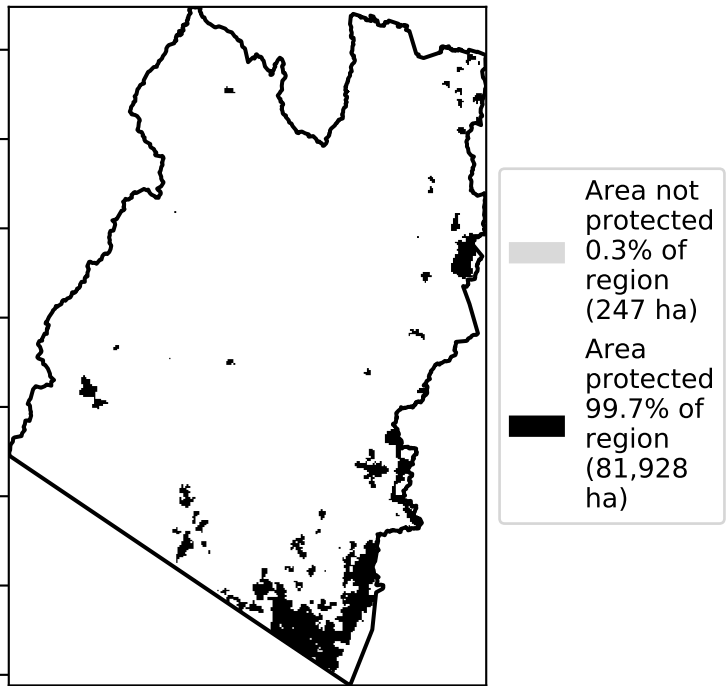 Area not
protected
0.3% of
region
(247 ha)
Area
protected
99.7% of
region
(81,928
ha)